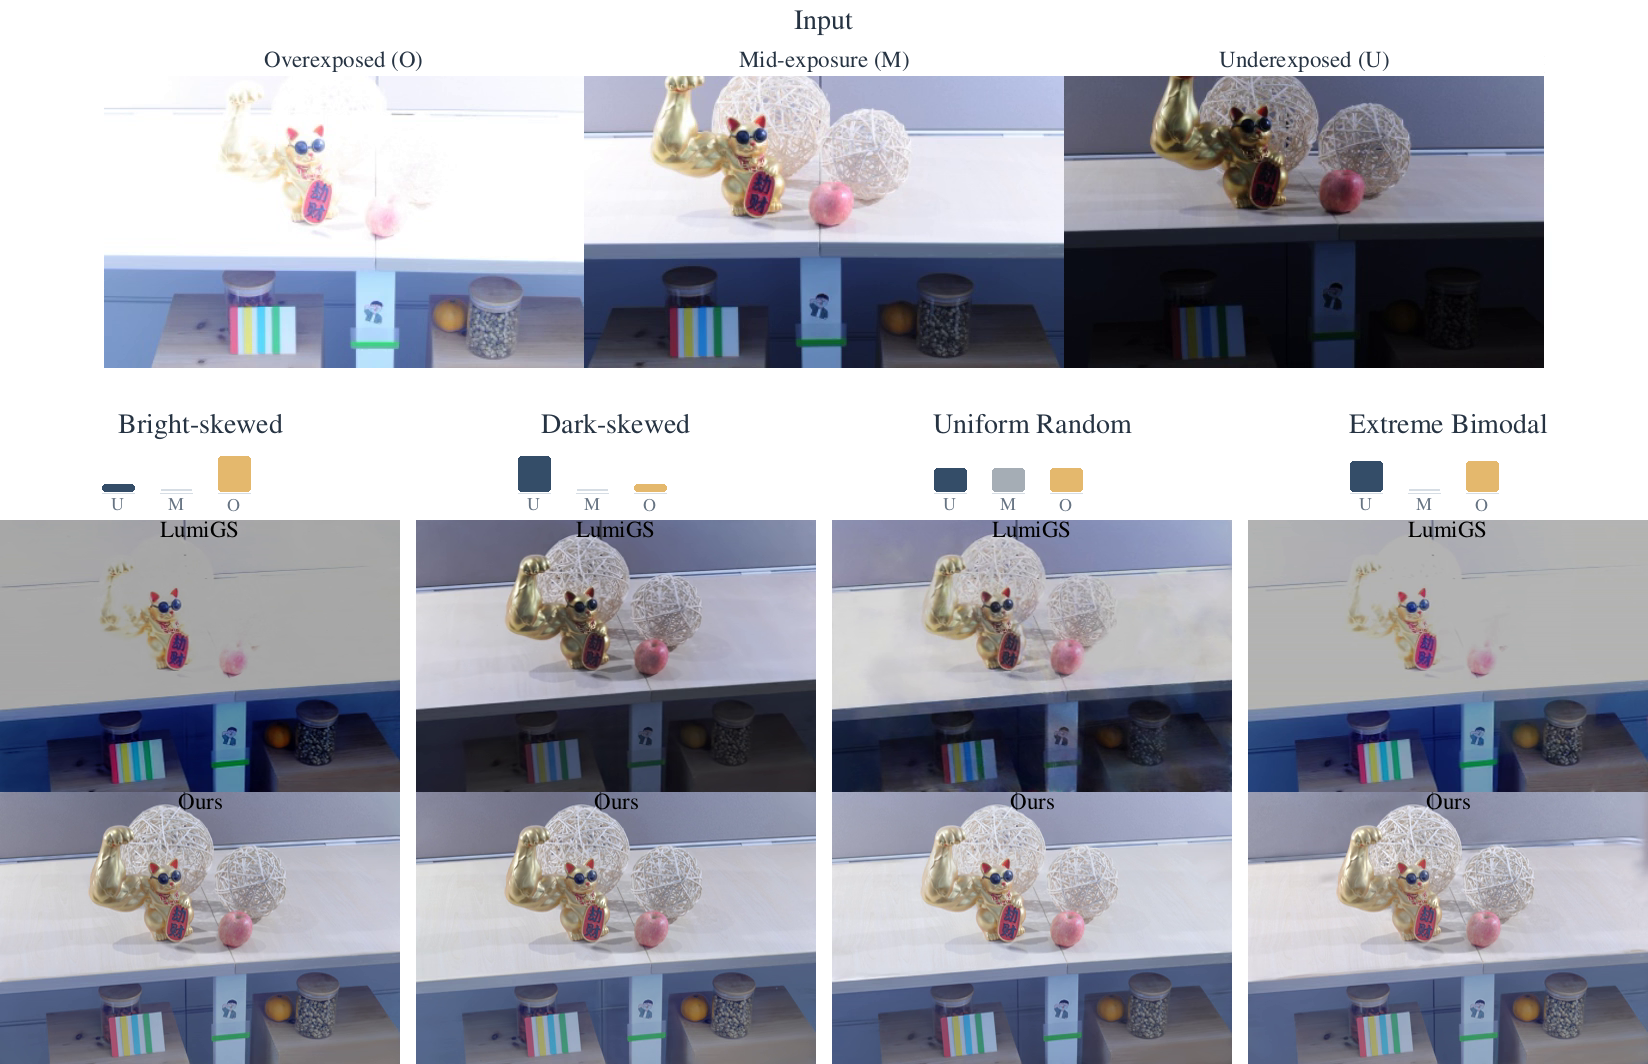 Input
Overexposed (O) Mid-exposure (M) Underexposed (U)
Bright-skewed Dark-skewed Uniform Random Extreme Bimodal
U M O U M O U M O U M O
LumiGS LumiGS LumiGS LumiGS
Ours Ours Ours Ours